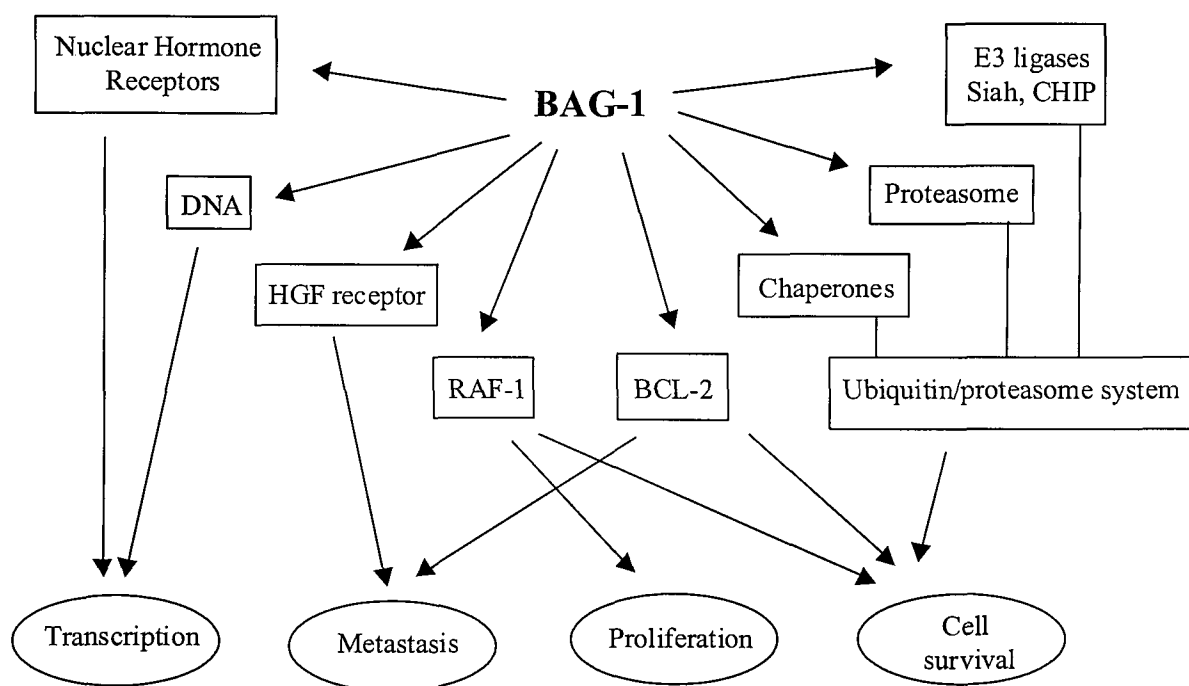 Nuclear Hormone
Receptors
E3 ligases
Siah, CHIP
BAG-1
DNA
Proteasome
HGF receptor
Chaperones
RAF-1
BCL-2
Ubiquitin/proteasome system
Transcription
Metastasis
Proliferation
Cell
survival